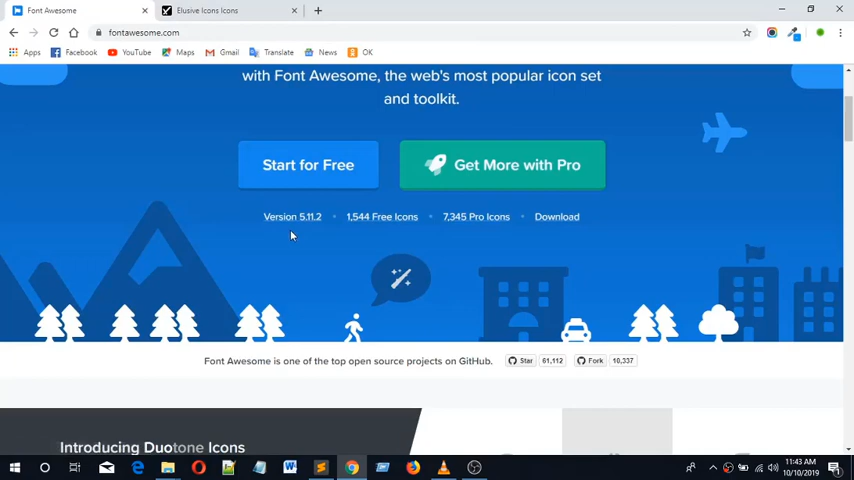 Font Awesome
Elusive Icons Icons
fontawesome.com
Apps Facebook YouTube Maps Gmail Translate News OK
with Font Awesome, the web's most popular icon set
and toolkit.
Start for Free
Get More with Pro
Version 5.11.2 • 1,544 Free Icons • 7,345 Pro Icons • Download
Font Awesome is one of the top open source projects on GitHub.
Star 61,112 Fork 10,337
Introducing Duotone Icons
11:43 AM
10/10/2019